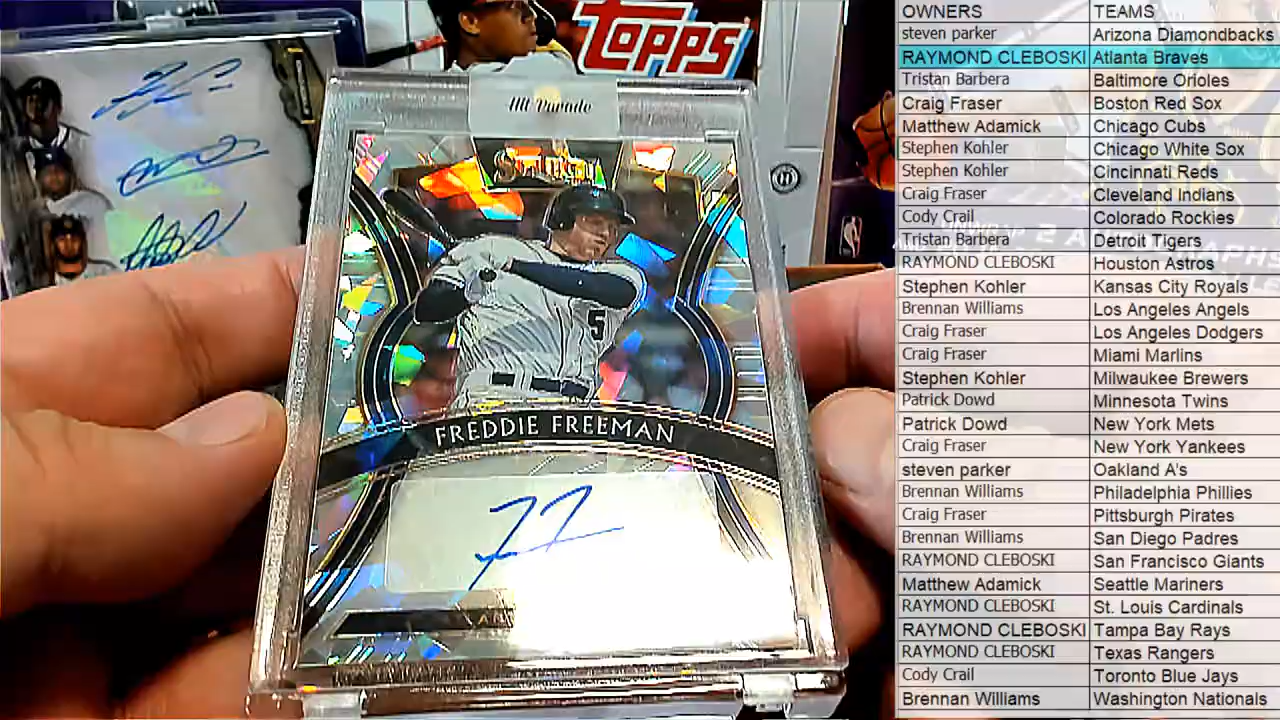 TOPPS
Hit Parade
SELECT
5
FREDDIE FREEMAN
OWNERS TEAMS
steven parker Arizona Diamondbacks
RAYMOND CLEBOSKI Atlanta Braves
Tristan Barbera Baltimore Orioles
Craig Fraser Boston Red Sox
Matthew Adamick Chicago Cubs
Stephen Kohler Chicago White Sox
Stephen Kohler Cincinnati Reds
Craig Fraser Cleveland Indians
Cody Crail Colorado Rockies
Tristan Barbera Detroit Tigers
RAYMOND CLEBOSKI Houston Astros
Stephen Kohler Kansas City Royals
Brennan Williams Los Angeles Angels
Craig Fraser Los Angeles Dodgers
Craig Fraser Miami Marlins
Stephen Kohler Milwaukee Brewers
Patrick Dowd Minnesota Twins
Patrick Dowd New York Mets
Craig Fraser New York Yankees
steven parker Oakland A's
Brennan Williams Philadelphia Phillies
Craig Fraser Pittsburgh Pirates
Brennan Williams San Diego Padres
RAYMOND CLEBOSKI San Francisco Giants
Matthew Adamick Seattle Mariners
RAYMOND CLEBOSKI St. Louis Cardinals
RAYMOND CLEBOSKI Tampa Bay Rays
RAYMOND CLEBOSKI Texas Rangers
Cody Crail Toronto Blue Jays
Brennan Williams Washington Nationals